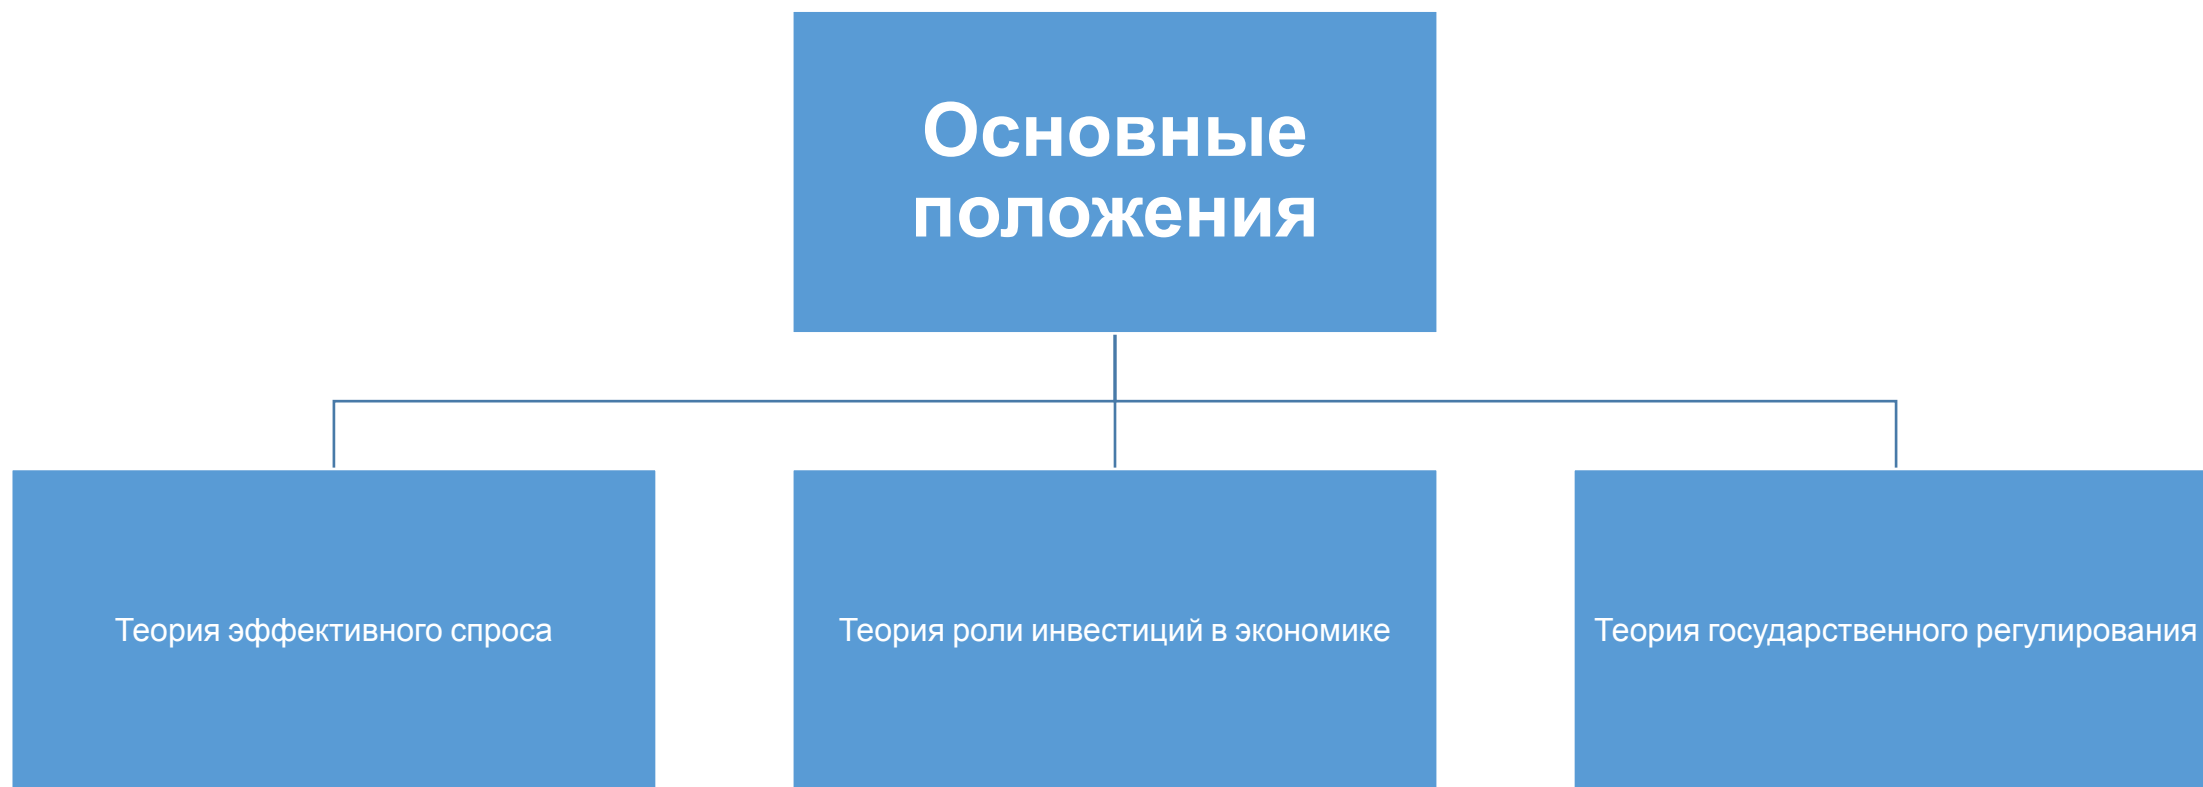 Основные
положения
Теория эффективного спроса
Теория роли инвестиций в экономике
Теория государственного регулирования